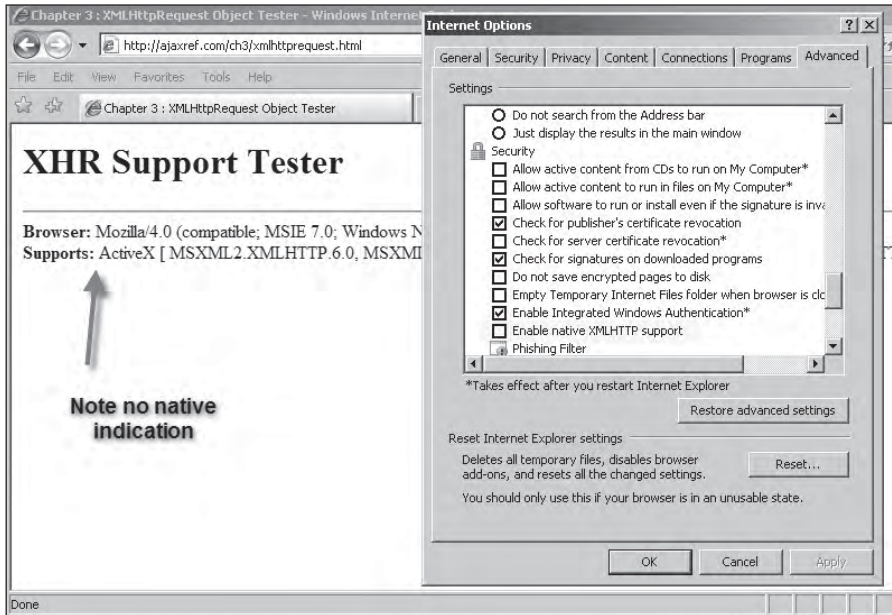 Chapter 3 : XMLHttpRequest Object Tester - Windows Internet
http://ajaxref.com/ch3/xmlhttprequest.html
File Edit View Favorites Tools Help
Chapter 3 : XMLHttpRequest Object Tester
XHR Support Tester
Browser: Mozilla/4.0 (compatible; MSIE 7.0; Windows N
Supports: ActiveX [ MSXML2.XMLHTTP.6.0, MSXMI
Note no native
indication
Done
Internet Options
General Security Privacy Content Connections Programs Advanced
Settings
Do not search from the Address bar
Just display the results in the main window
Security
Allow active content from CDs to run on My Computer*
Allow active content to run in files on My Computer*
Allow software to run or install even if the signature is inva
Check for publisher's certificate revocation
Check for server certificate revocation*
Check for signatures on downloaded programs
Do not save encrypted pages to disk
Empty Temporary Internet Files folder when browser is clo
Enable Integrated Windows Authentication*
Enable native XMLHTTP support
Phishing Filter
*Takes effect after you restart Internet Explorer
Restore advanced settings
Reset Internet Explorer settings
Deletes all temporary files, disables browser
add-ons, and resets all the changed settings.
Reset...
You should only use this if your browser is in an unusable state.
OK Cancel Apply